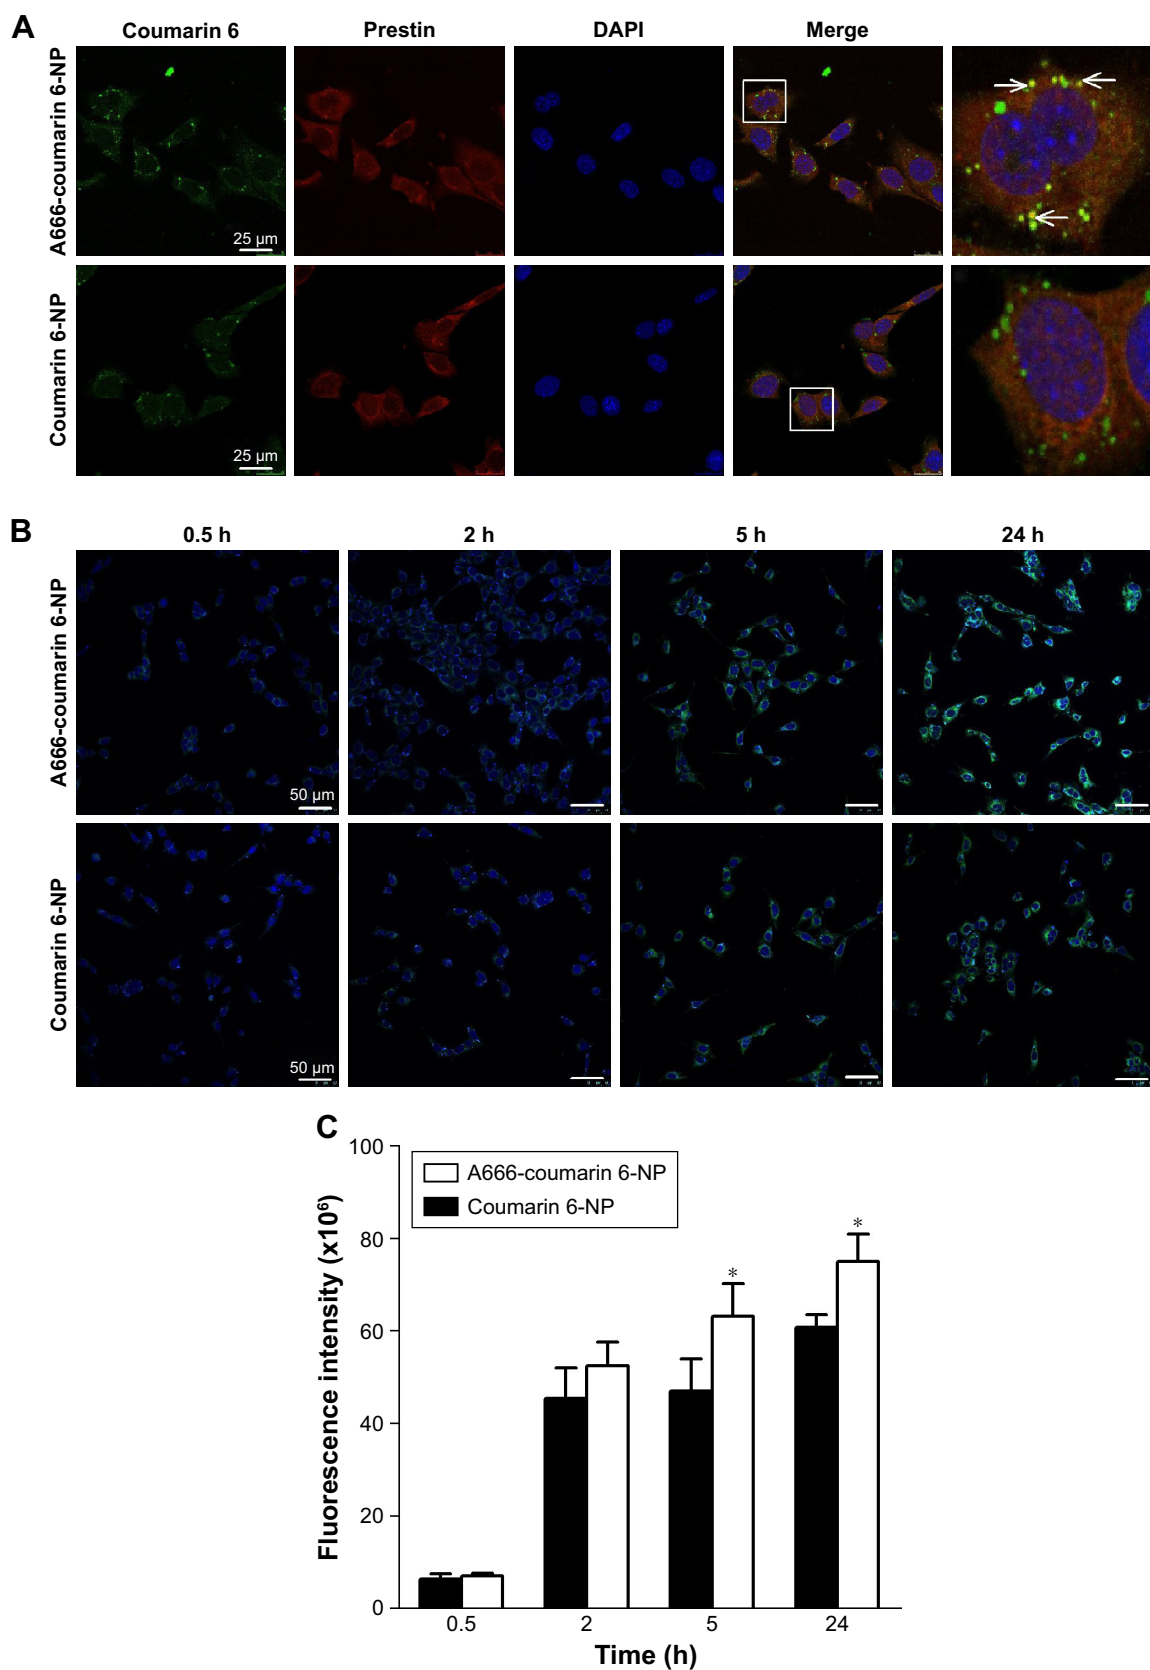 A
Coumarin 6
Prestin
DAPI
Merge
A666-coumarin 6-NP
25 µm
Coumarin 6-NP
25 µm
B
0.5 h
2 h
5 h
24 h
A666-coumarin 6-NP
50 µm
Coumarin 6-NP
50 µm
C
Fluorescence intensity (x10⁶)
100
80
60
40
20
0
A666-coumarin 6-NP
Coumarin 6-NP
*
*
0.5
2
5
24
Time (h)